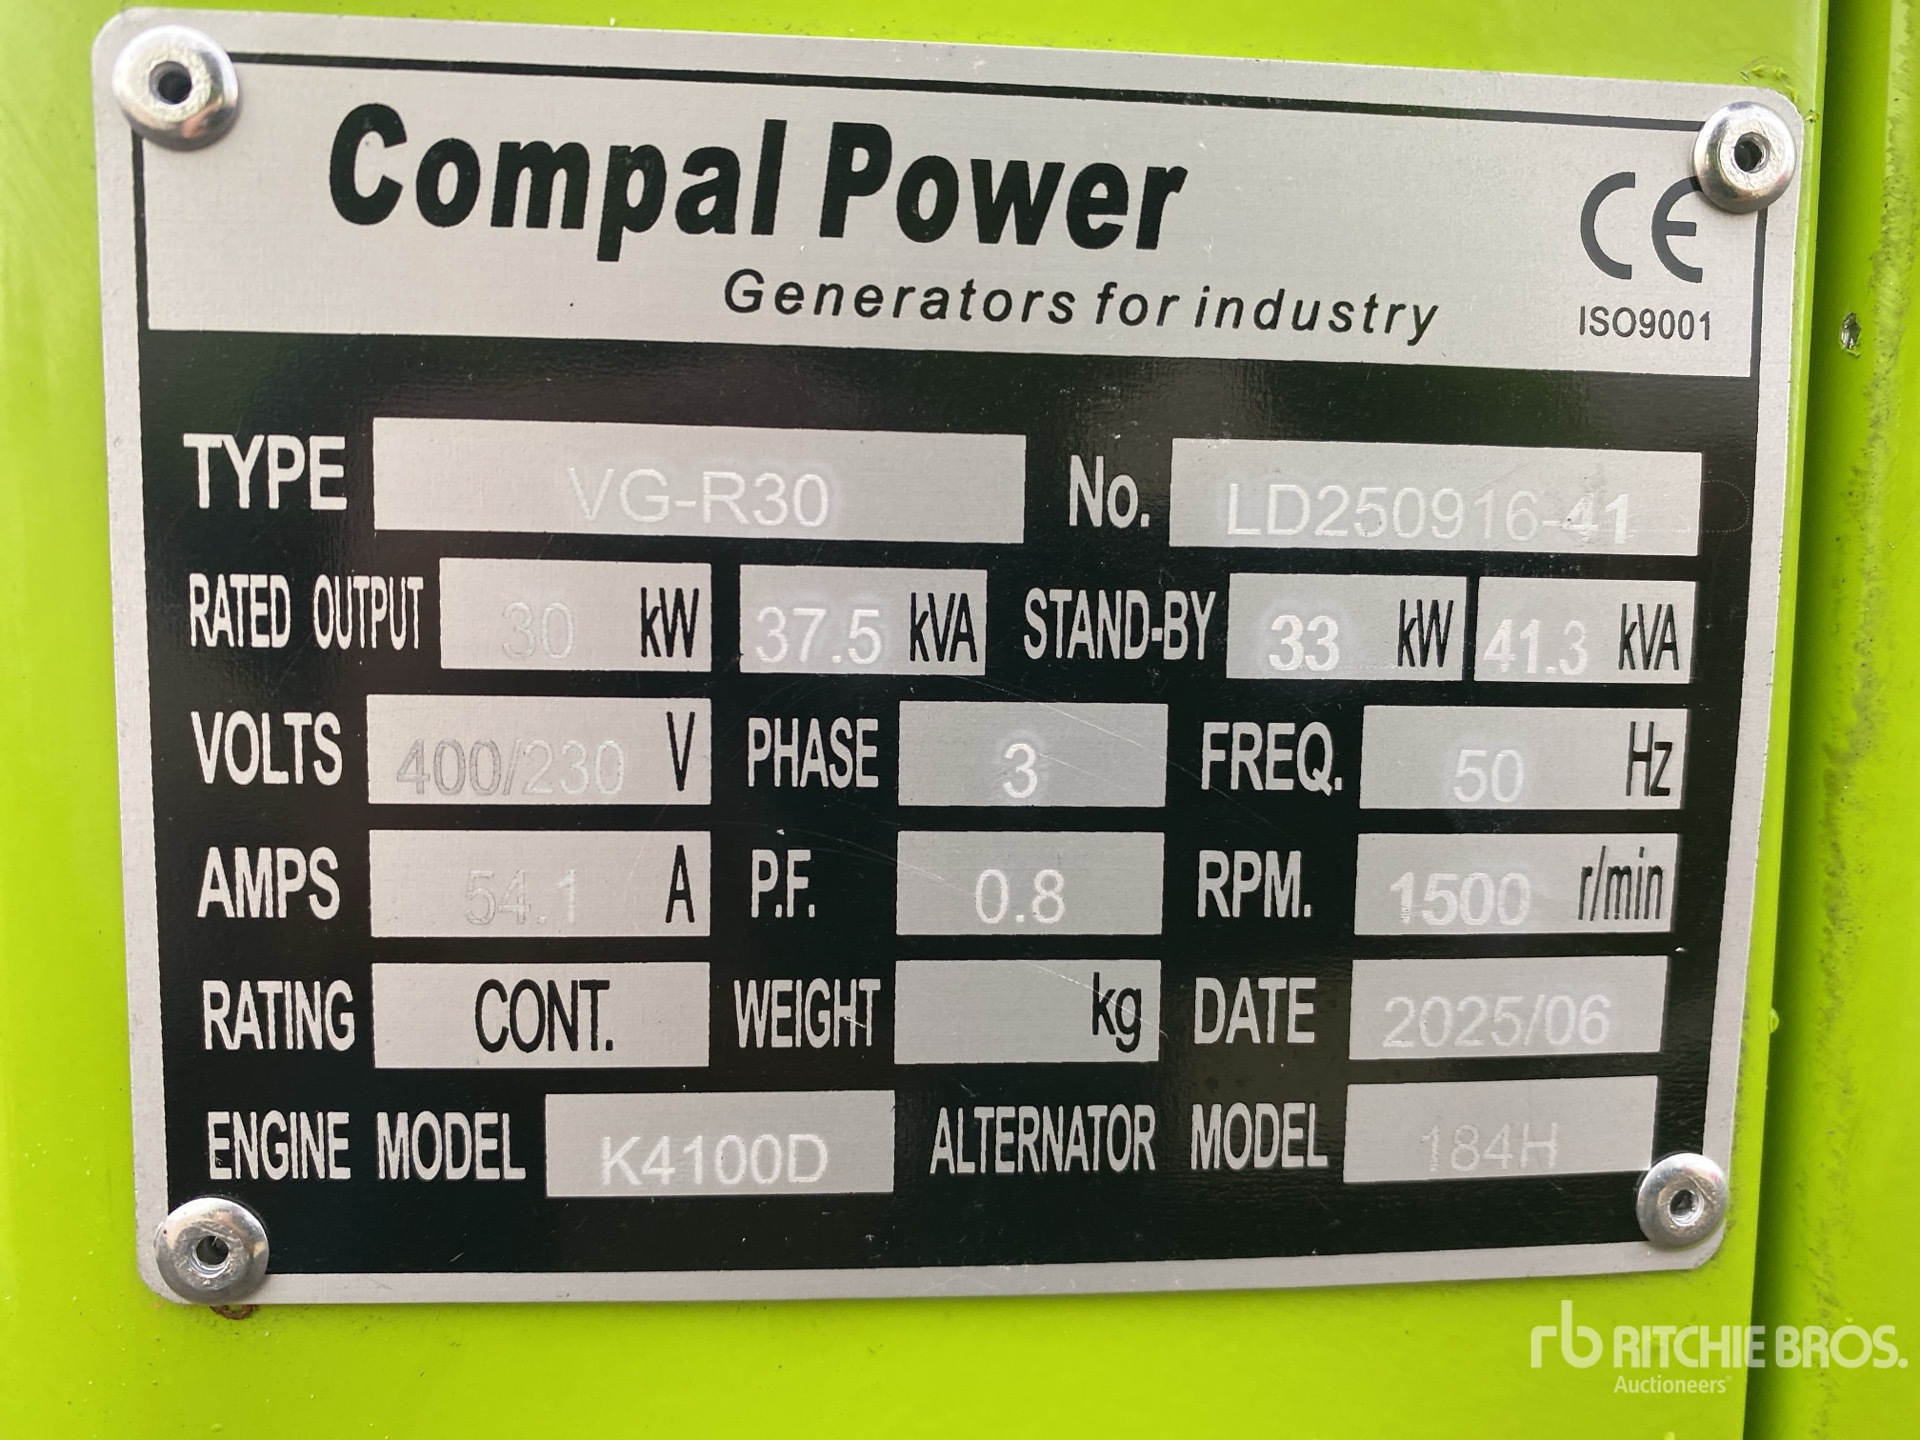 Compal Power
Generators for industry
CE
ISO9001
TYPE VG-R30 No. LD250916-41
RATED OUTPUT 30 kW 37.5 kVA STAND-BY 33 kW 41.3 kVA
VOLTS 400/230 V PHASE 3 FREQ. 50 Hz
AMPS 54.1 A P.F. 0.8 RPM. 1500 r/min
RATING CONT. WEIGHT kg DATE 2025/06
ENGINE MODEL K4100D ALTERNATOR MODEL 184H
rb RITCHIE BROS.
Auctioneers